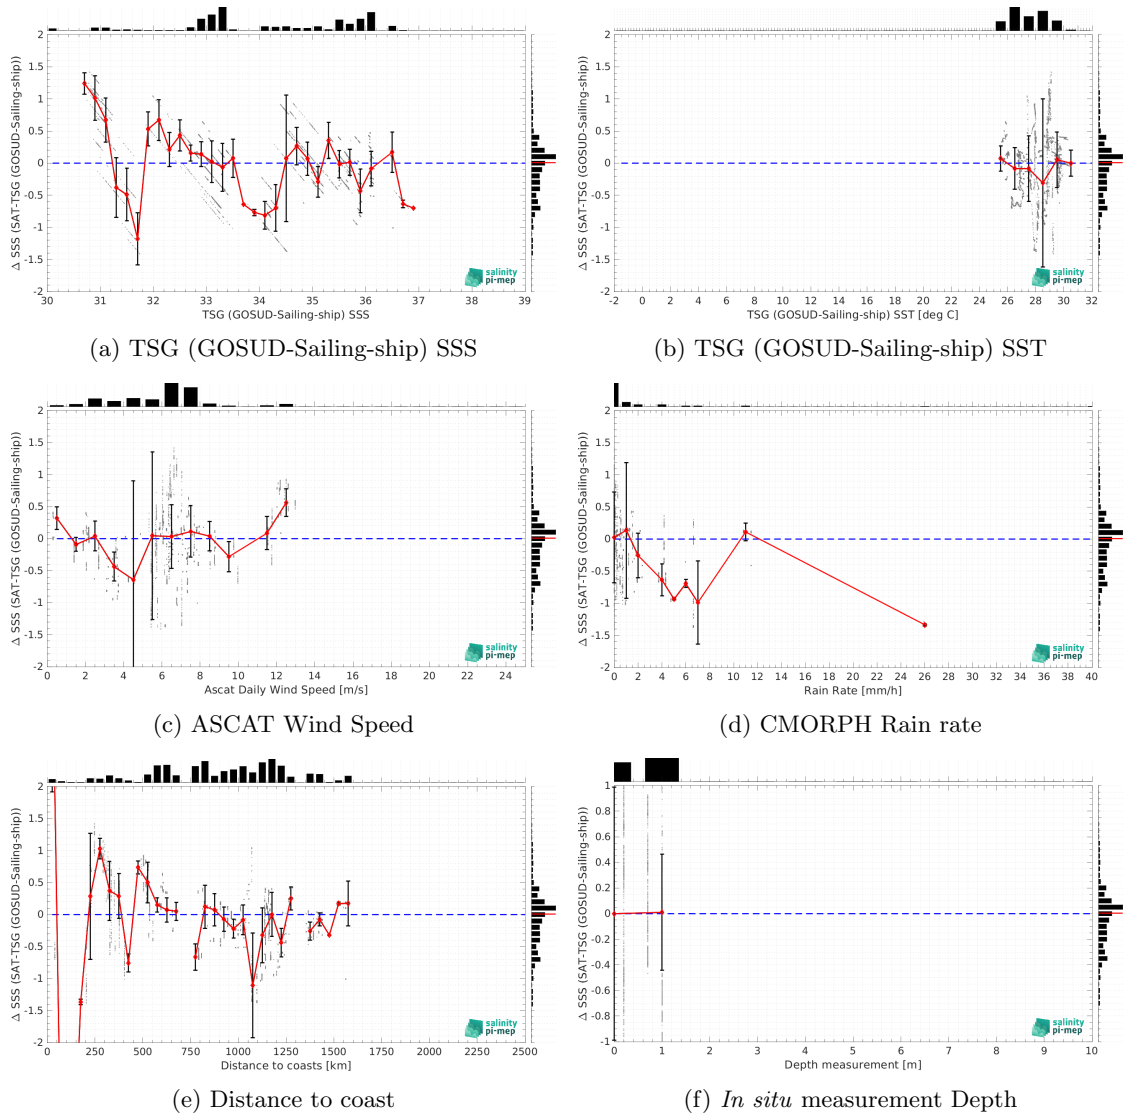 2
1.5
1
0.5
0
-0.5
-1
-1.5
-2
Δ SSS (SAT-TSG (GOSUD-Sailing-ship))
30 31 32 33 34 35 36 37 38 39
TSG (GOSUD-Sailing-ship) SSS
salinity
pi-mep
(a) TSG (GOSUD-Sailing-ship) SSS
2
1.5
1
0.5
0
-0.5
-1
-1.5
-2
Δ SSS (SAT-TSG (GOSUD-Sailing-ship))
-2 0 2 4 6 8 10 12 14 16 18 20 22 24 26 28 30 32
TSG (GOSUD-Sailing-ship) SST [deg C]
salinity
pi-mep
(b) TSG (GOSUD-Sailing-ship) SST
2
1.5
1
0.5
0
-0.5
-1
-1.5
-2
Δ SSS (SAT-TSG (GOSUD-Sailing-ship))
0 2 4 6 8 10 12 14 16 18 20 22 24
Ascat Daily Wind Speed [m/s]
salinity
pi-mep
(c) ASCAT Wind Speed
2
1.5
1
0.5
0
-0.5
-1
-1.5
-2
Δ SSS (SAT-TSG (GOSUD-Sailing-ship))
0 2 4 6 8 10 12 14 16 18 20 22 24 26 28 30 32 34 36 38 40
Rain Rate [mm/h]
salinity
pi-mep
(d) CMORPH Rain rate
2
1.5
1
0.5
0
-0.5
-1
-1.5
-2
Δ SSS (SAT-TSG (GOSUD-Sailing-ship))
0 250 500 750 1000 1250 1500 1750 2000 2250 2500
Distance to coasts [km]
salinity
pi-mep
(e) Distance to coast
1
0.8
0.6
0.4
0.2
0
-0.2
-0.4
-0.6
-0.8
-1
Δ SSS (SAT-TSG (GOSUD-Sailing-ship))
0 1 2 3 4 5 6 7 8 9 10
Depth measurement [m]
salinity
pi-mep
(f) In situ measurement Depth